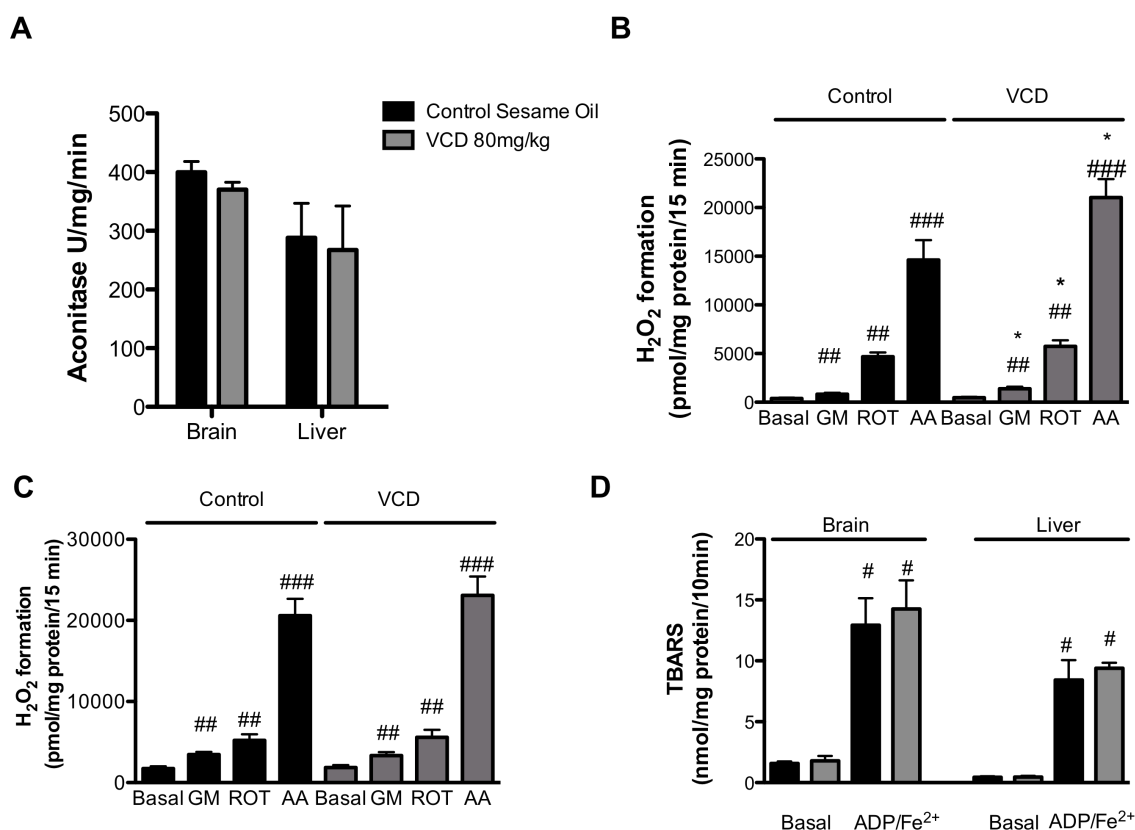 A
Aconitase U/mg/min
500
400
300
200
100
0
Brain Liver
Control Sesame Oil
VCD 80mg/kg
B
Control VCD
H2O2 formation
(pmol/mg protein/15 min)
25000
20000
15000
10000
5000
0
## ## ### * ## * ## * ###
Basal GM ROT AA Basal GM ROT AA
C
Control VCD
H2O2 formation
(pmol/mg protein/15 min)
30000
20000
10000
0
## ## ### ## ## ###
Basal GM ROT AA Basal GM ROT AA
D
Brain Liver
TBARS
(nmol/mg protein/10min)
20
15
10
5
0
# # # #
Basal ADP/Fe2+ Basal ADP/Fe2+